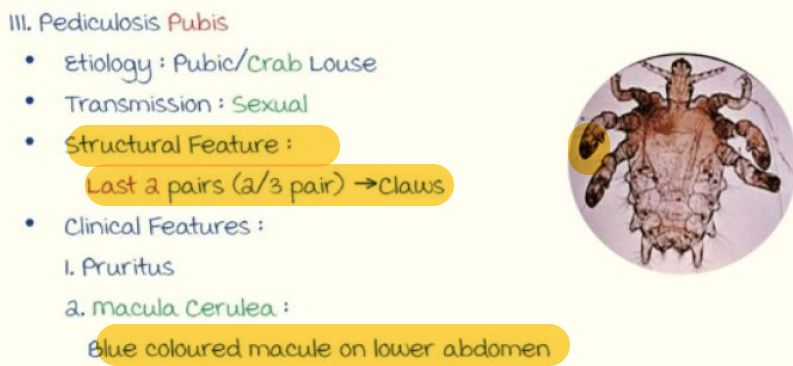 III. Pediculosis Pubis
• Etiology : Pubic/Crab Louse
• Transmission : Sexual
• Structural Feature :
Last 2 pairs (2/3 pair) →Claws
• Clinical Features :
1. Pruritus
2. Macula Cerulea :
Blue coloured macule on lower abdomen